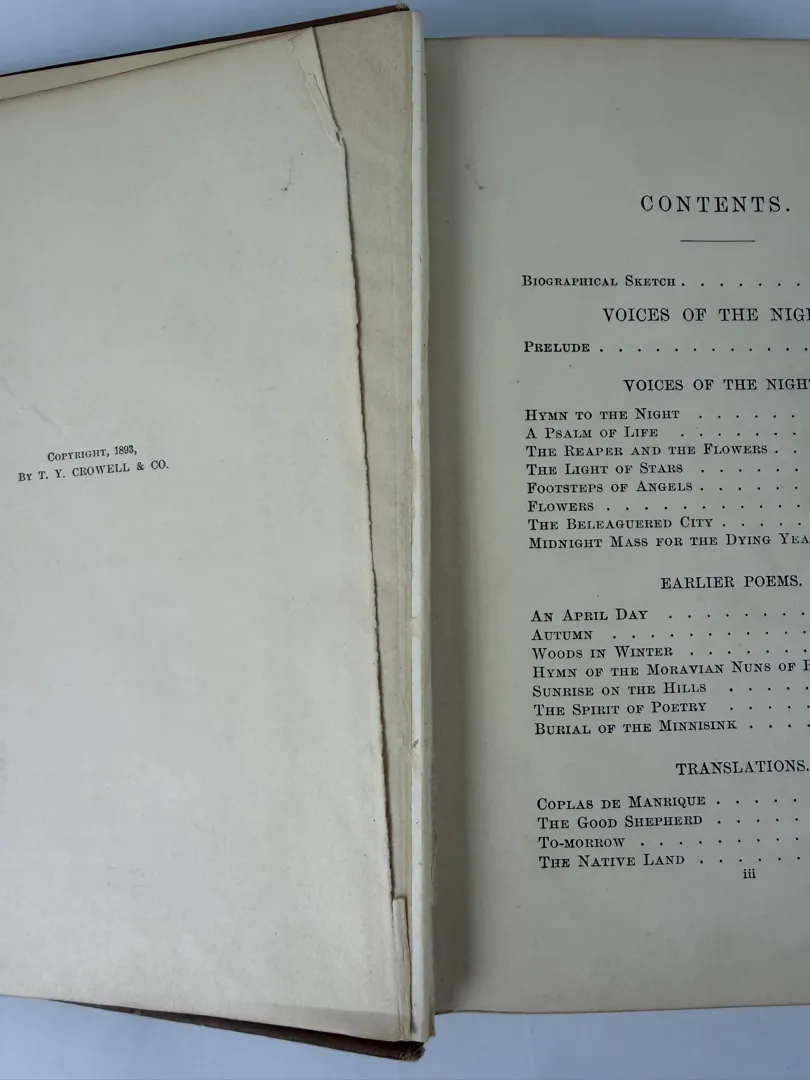 COPYRIGHT, 1893,
BY T. Y. CROWELL & CO.
CONTENTS.
BIOGRAPHICAL SKETCH . . . . . . .
VOICES OF THE NIGH
PRELUDE . . . . . . . . . . . .
VOICES OF THE NIGHT
HYMN TO THE NIGHT . . . . . .
A PSALM OF LIFE . . . . . . .
THE REAPER AND THE FLOWERS . .
THE LIGHT OF STARS . . . . . .
FOOTSTEPS OF ANGELS . . . . . .
FLOWERS . . . . . . . . . . .
THE BELEAGUERED CITY . . . . .
MIDNIGHT MASS FOR THE DYING YEA
EARLIER POEMS.
AN APRIL DAY . . . . . . . .
AUTUMN . . . . . . . . . . .
WOODS IN WINTER . . . . . . .
HYMN OF THE MORAVIAN NUNS OF
SUNRISE ON THE HILLS . . . . .
THE SPIRIT OF POETRY . . . . .
BURIAL OF THE MINNISINK . . . .
TRANSLATIONS.
COPLAS DE MANRIQUE . . . . . .
THE GOOD SHEPHERD . . . . . .
TO-MORROW . . . . . . . . . .
THE NATIVE LAND . . . . . . .
iii